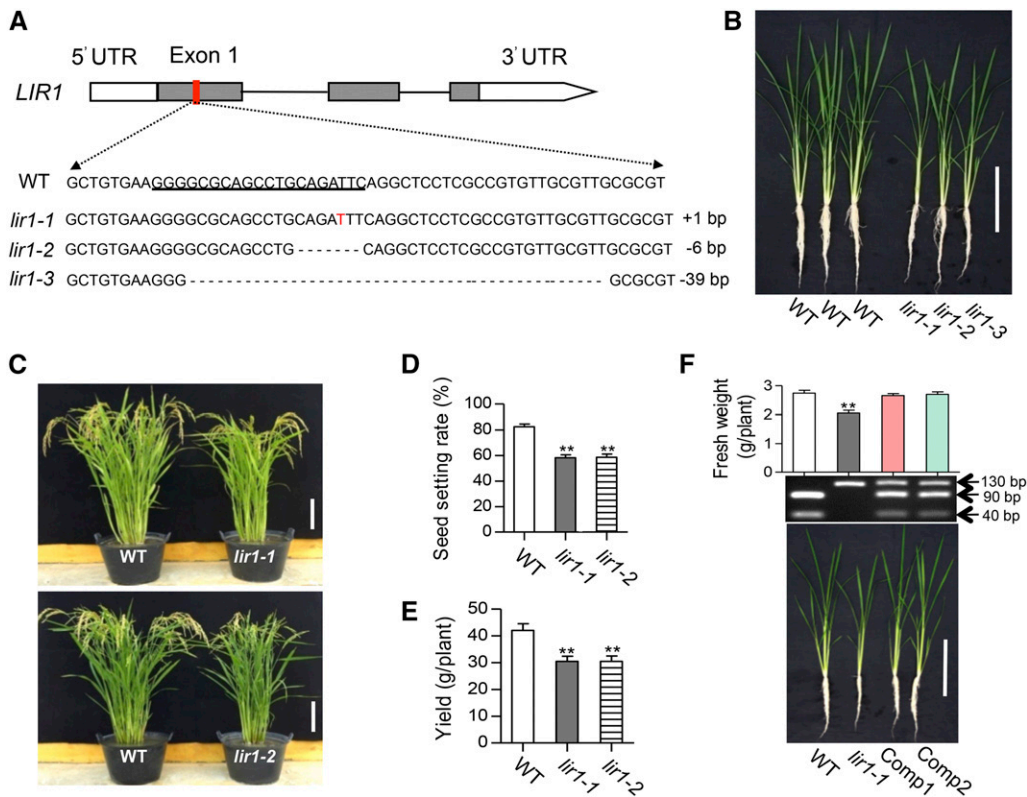 A
5' UTR Exon 1 3' UTR
LIR1
WT GCTGTGAAGGGGCGCAGCCTGCAGATTCAGGCTCCTCGCCGTGTTGCGTTGCGCGT
lir1-1 GCTGTGAAGGGGCGCAGCCTGCAGATTTCAGGCTCCTCGCCGTGTTGCGTTGCGCGT +1 bp
lir1-2 GCTGTGAAGGGGCGCAGCCTG------CAGGCTCCTCGCCGTGTTGCGTTGCGCGT -6 bp
lir1-3 GCTGTGAAGGG---------------------------------------GCGCGT -39 bp
B
WT WT WT lir1-1 lir1-2 lir1-3
C
WT lir1-1
WT lir1-2
D
Seed setting rate (%)
100
80
60
40
20
0
** **
WT lir1-1 lir1-2
E
Yield (g/plant)
50
40
30
20
10
0
** **
WT lir1-1 lir1-2
F
Fresh weight
(g/plant)
3
2
1
0
**
130 bp
90 bp
40 bp
WT lir1-1 Comp1 Comp2